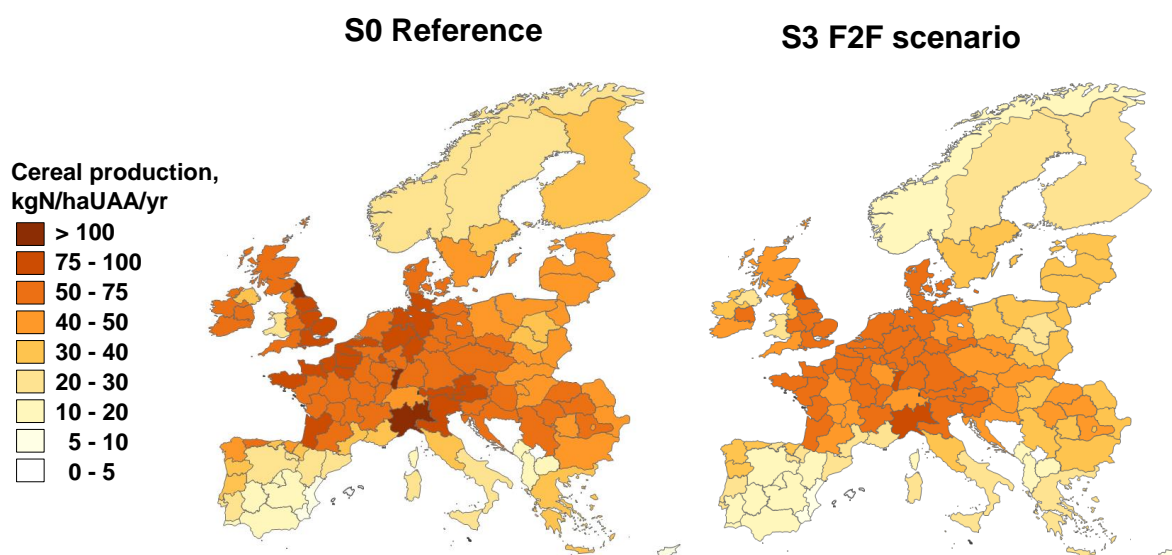 S0 Reference
S3 F2F scenario
Cereal production,
kgN/haUAA/yr
> 100
75 - 100
50 - 75
40 - 50
30 - 40
20 - 30
10 - 20
5 - 10
0 - 5